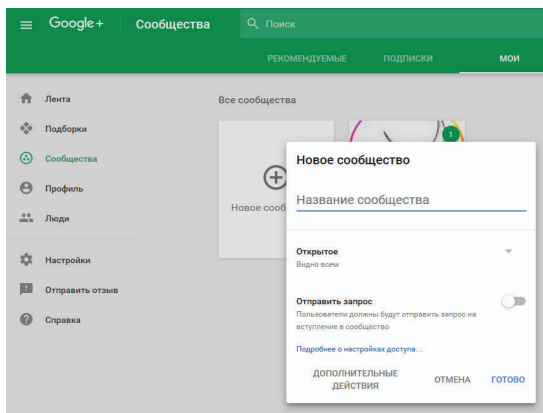 Google+ Сообщества Поиск
РЕКОМЕНДУЕМЫЕ ПОДПИСКИ МОИ
Лента
Подборки
Сообщества
Профиль
Люди
Настройки
Отправить отзыв
Справка
Все сообщества
1
Новое сооб
Новое сообщество
Название сообщества
Открытое
Видно всем
Отправить запрос
Пользователи должны будут отправить запрос на
вступление в сообщество
Подробнее о настройках доступа...
ДОПОЛНИТЕЛЬНЫЕ
ДЕЙСТВИЯ
ОТМЕНА ГОТОВО